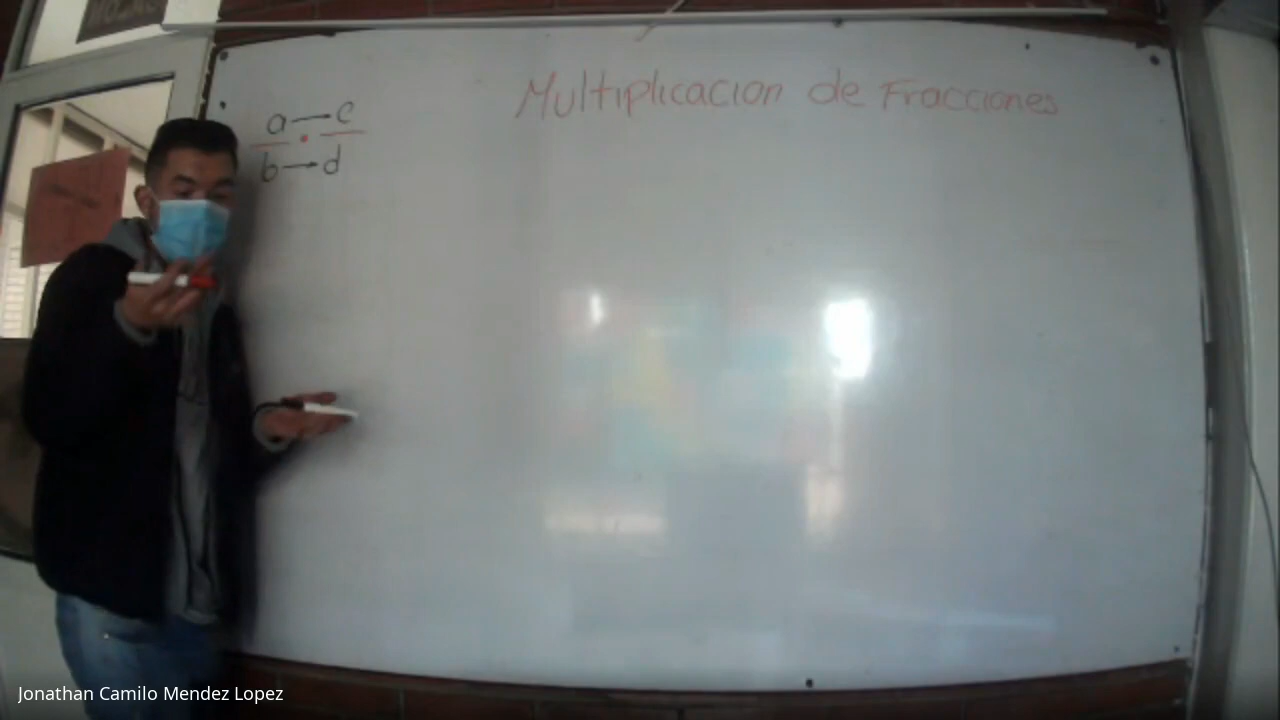 Multiplicacion de Fracciones
a → c
·
b → d
Jonathan Camilo Mendez Lopez